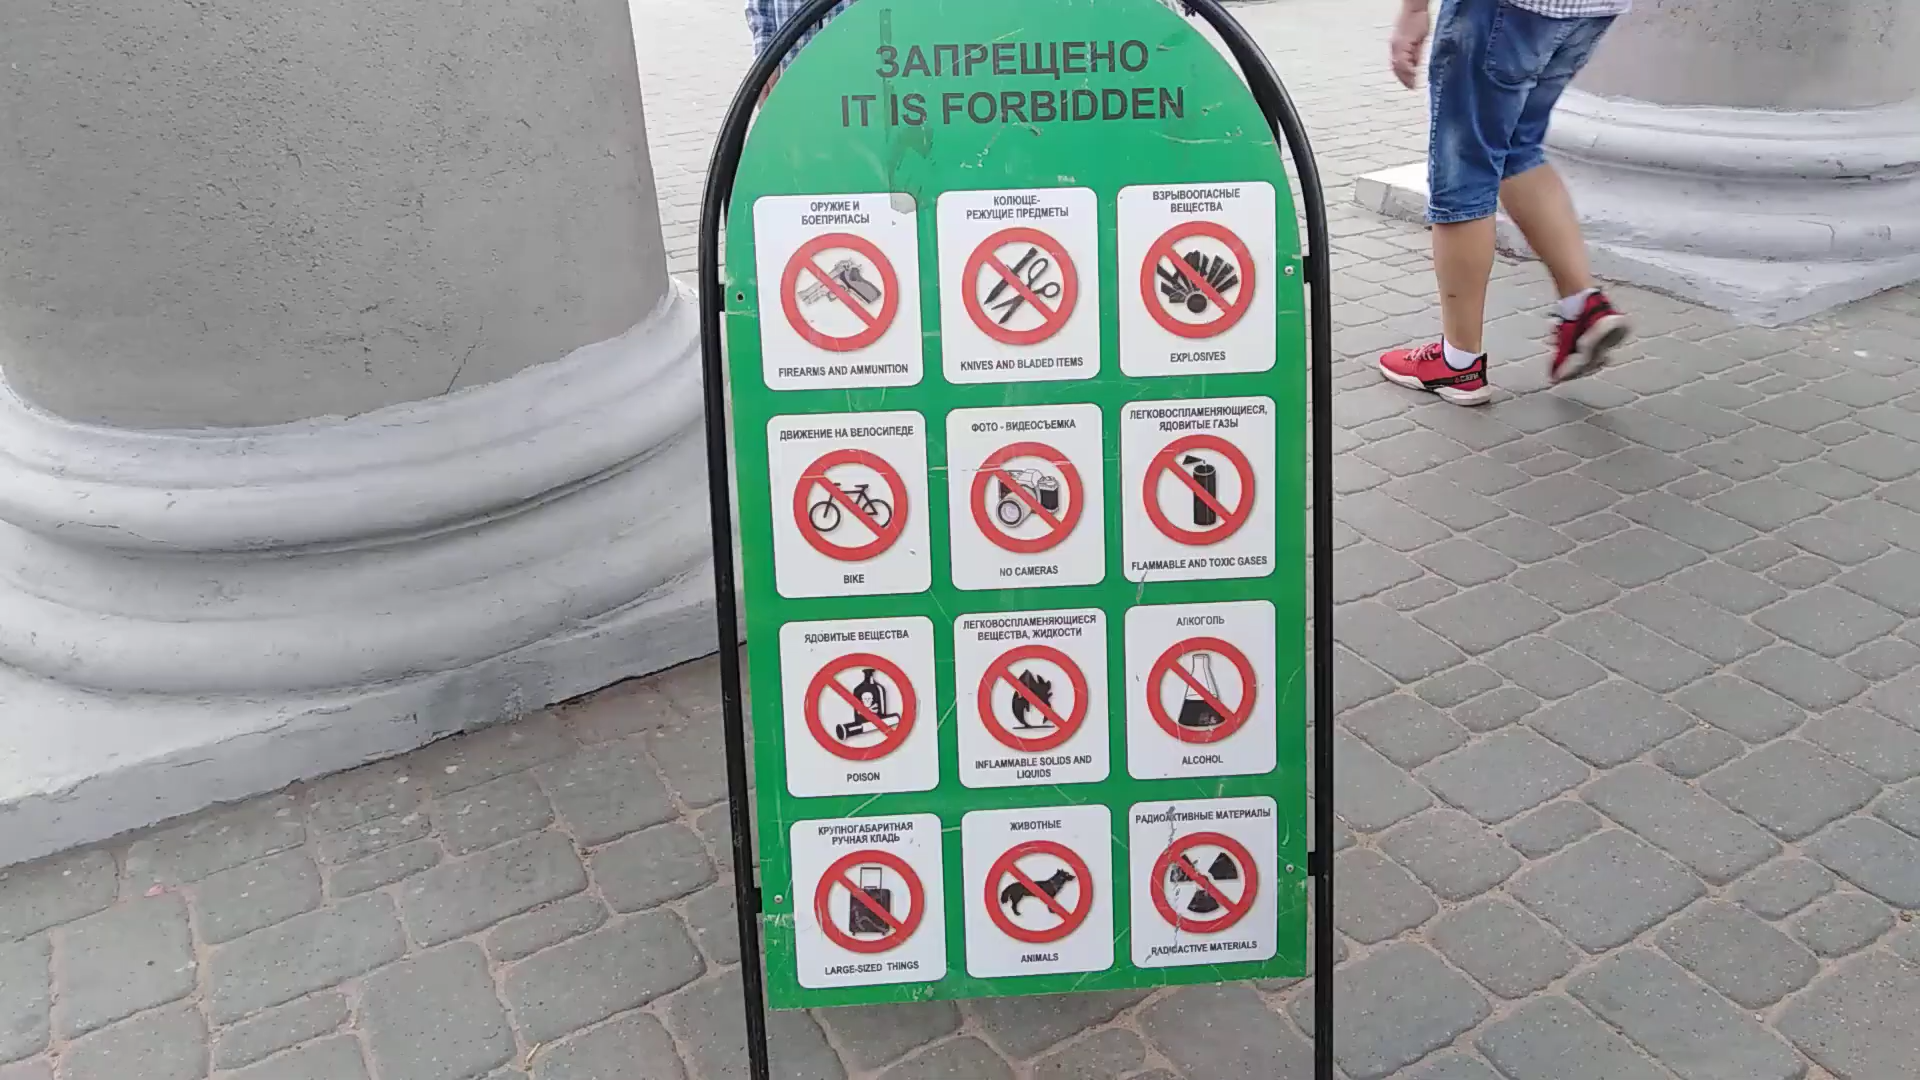 ЗАПРЕЩЕНО
IT IS FORBIDDEN
ОРУЖИЕ И
БОЕПРИПАСЫ
FIREARMS AND AMMUNITION
КОЛЮЩЕ-
РЕЖУЩИЕ ПРЕДМЕТЫ
KNIVES AND BLADED ITEMS
ВЗРЫВООПАСНЫЕ
ВЕЩЕСТВА
EXPLOSIVES
ДВИЖЕНИЕ НА ВЕЛОСИПЕДЕ
BIKE
ФОТО - ВИДЕОСЪЕМКА
NO CAMERAS
ЛЕГКОВОСПЛАМЕНЯЮЩИЕСЯ,
ЯДОВИТЫЕ ГАЗЫ
FLAMMABLE AND TOXIC GASES
ЯДОВИТЫЕ ВЕЩЕСТВА
POISON
ЛЕГКОВОСПЛАМЕНЯЮЩИЕСЯ
ВЕЩЕСТВА, ЖИДКОСТИ
INFLAMMABLE SOLIDS AND
LIQUIDS
АЛКОГОЛЬ
ALCOHOL
КРУПНОГАБАРИТНАЯ
РУЧНАЯ КЛАДЬ
LARGE-SIZED THINGS
ЖИВОТНЫЕ
ANIMALS
РАДИОАКТИВНЫЕ МАТЕРИАЛЫ
RADIOACTIVE MATERIALS